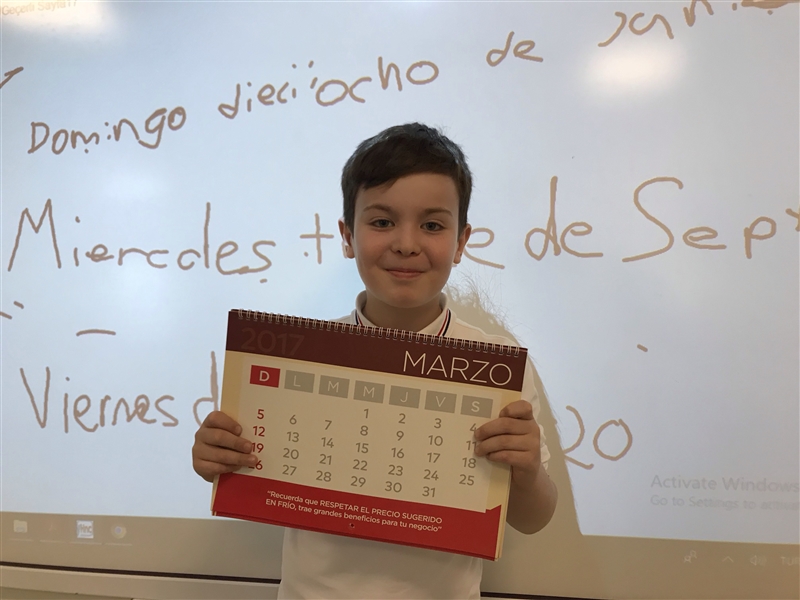 Geçerli Sayfa17
Domingo dieciocho de
Miercoles de Sept
Viernes 20
2017
MARZO
D L M M J V S
1 2 3 4
5 6 7 8 9 10 11
12 13 14 15 16 17 18
19 20 21 22 23 24 25
26 27 28 29 30 31
"Recuerda que RESPETAR EL PRECIO SUGERIDO
EN FRÍO, trae grandes beneficios para tu negocio"
Activate Windows
Go to Settings to